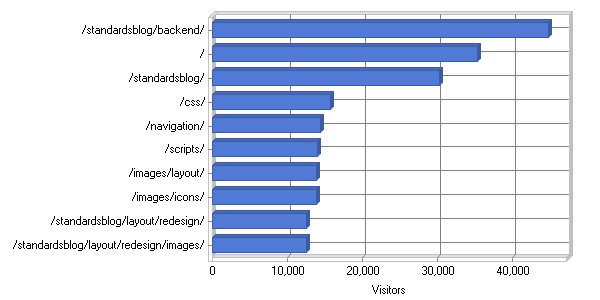 /standardsblog/backend/
/
/standardsblog/
/css/
/navigation/
/scripts/
/images/layout/
/images/icons/
/standardsblog/layout/redesign/
/standardsblog/layout/redesign/images/
0 10,000 20,000 30,000 40,000
Visitors